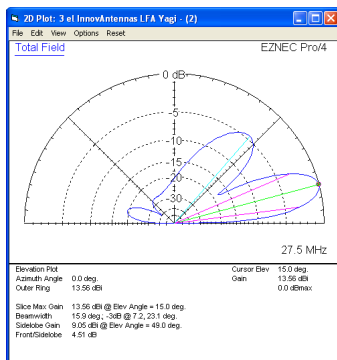 2D Plot: 3 el InnovAntennas LFA Yagi - (2)
File Edit View Options Reset
Total Field EZNEC Pro/4
0 dB
-5
-10
-15
-20
-30
27.5 MHz
Elevation Plot Cursor Elev 15.0 deg.
Azimuth Angle 0.0 deg. Gain 13.56 dBi
Outer Ring 13.56 dBi 0.0 dBmax
Slice Max Gain 13.56 dBi @ Elev Angle = 15.0 deg.
Beamwidth 15.9 deg.; -3dB @ 7.2, 23.1 deg.
Sidelobe Gain 9.05 dBi @ Elev Angle = 49.0 deg.
Front/Sidelobe 4.51 dB